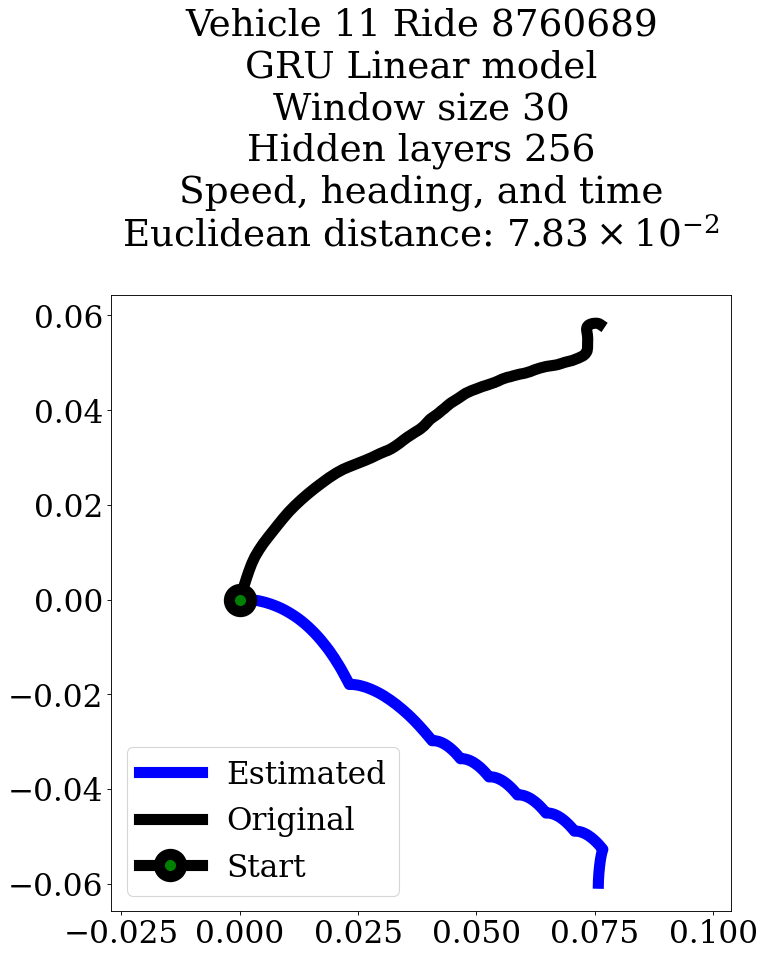 Vehicle 11 Ride 8760689
GRU Linear model
Window size 30
Hidden layers 256
Speed, heading, and time
Euclidean distance: 7.83 × 10⁻²
0.06
0.04
0.02
0.00
−0.02
−0.04
−0.06
Estimated
Original
Start
−0.025 0.000 0.025 0.050 0.075 0.100